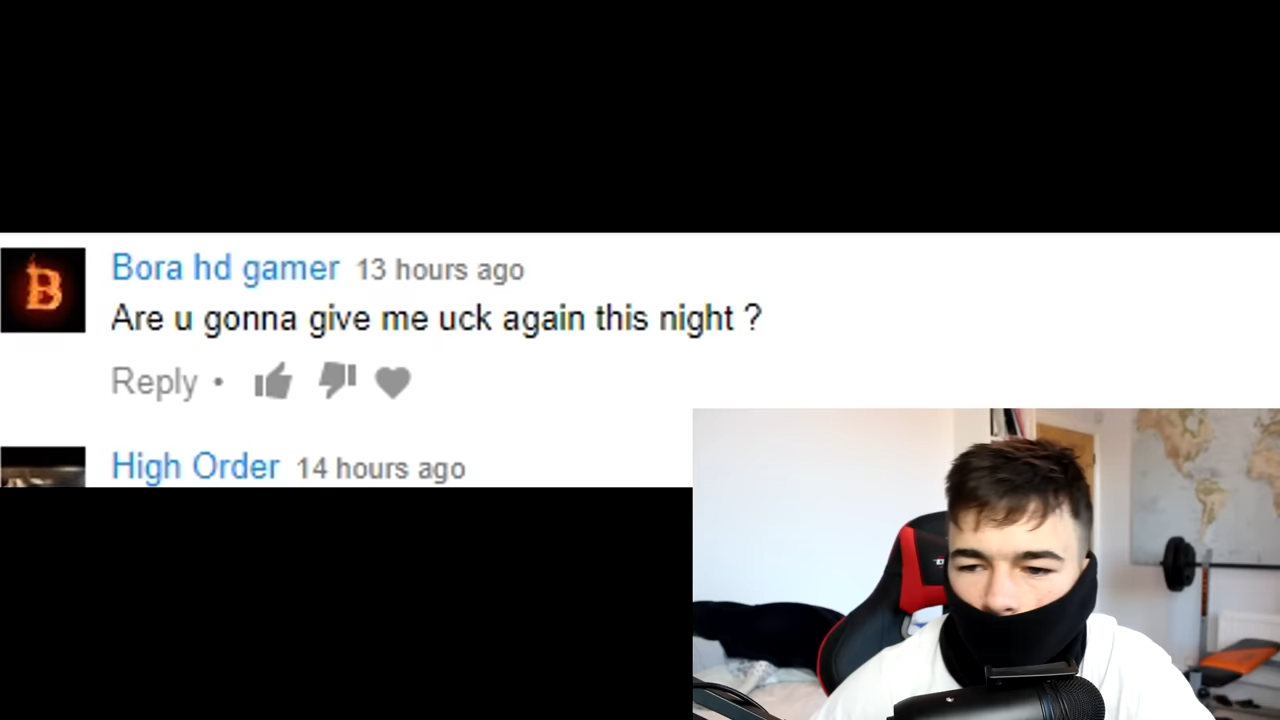 B
Bora hd gamer 13 hours ago
Are u gonna give me uck again this night ?
Reply •
High Order 14 hours ago